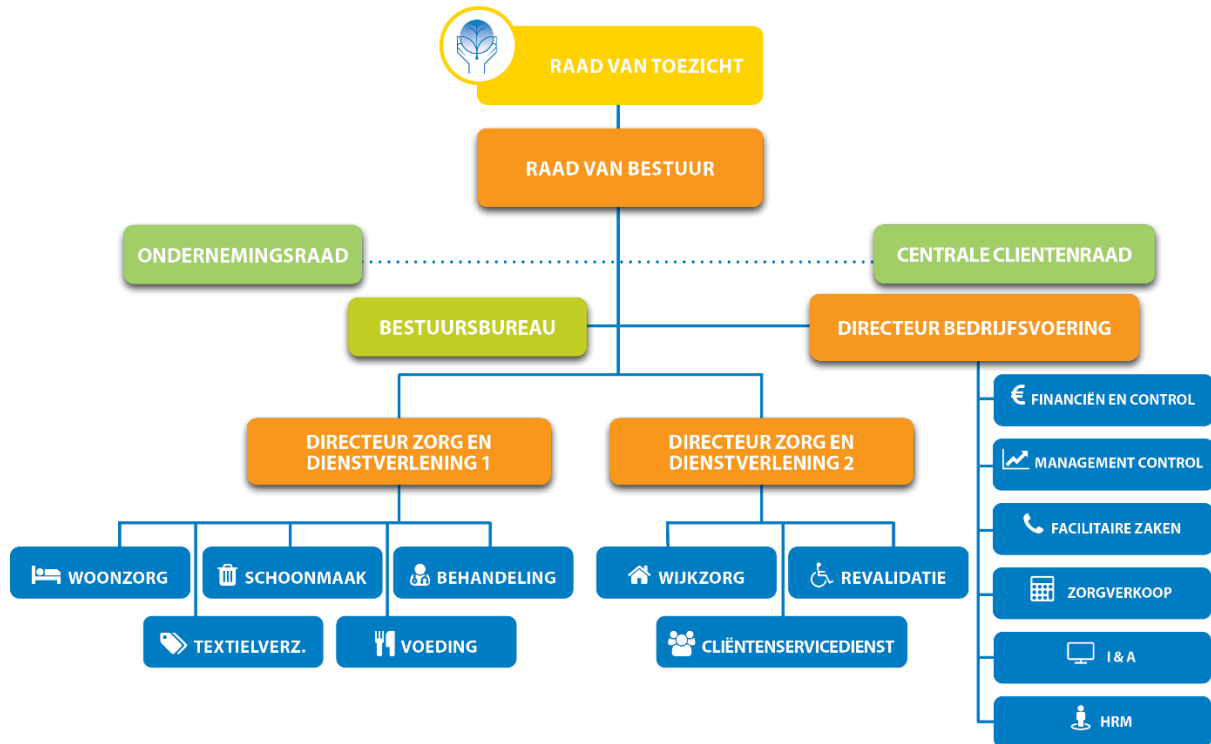 RAAD VAN TOEZICHT
RAAD VAN BESTUUR
ONDERNEMINGSRAAD
CENTRALE CLIENTENRAAD
BESTUURSBUREAU
DIRECTEUR BEDRIJFSVOERING
€ FINANCIËN EN CONTROL
MANAGEMENT CONTROL
FACILITAIRE ZAKEN
ZORGVERKOOP
I & A
HRM
DIRECTEUR ZORG EN
DIENSTVERLENING 1
DIRECTEUR ZORG EN
DIENSTVERLENING 2
WOONZORG
SCHOONMAAK
BEHANDELING
TEXTIELVERZ.
VOEDING
WIJKZORG
REVALIDATIE
CLIËNTENSERVICEDIENST